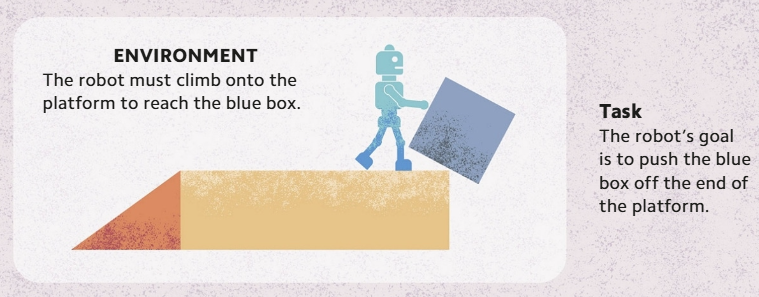 ENVIRONMENT
The robot must climb onto the
platform to reach the blue box.
Task
The robot's goal
is to push the blue
box off the end of
the platform.